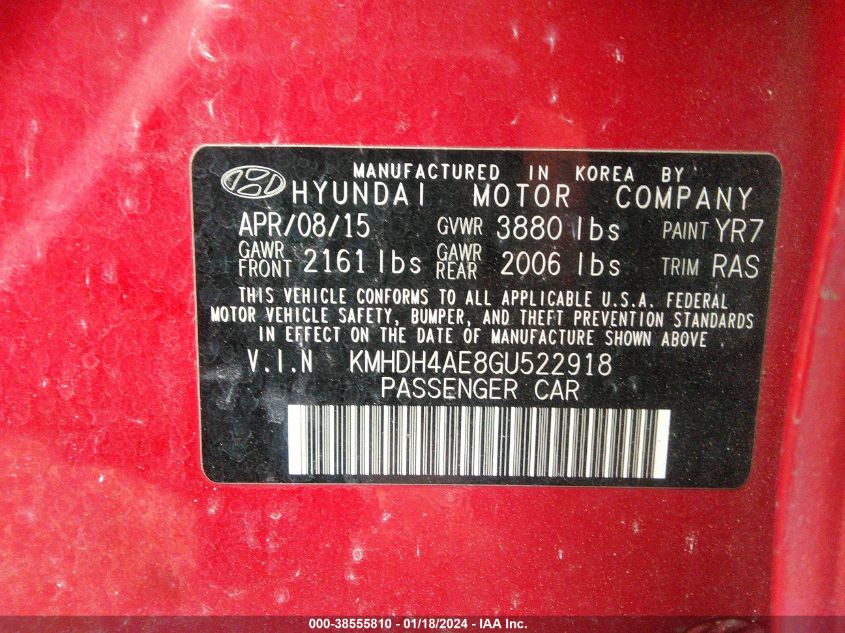 MANUFACTURED IN KOREA BY
HYUNDAI MOTOR COMPANY
APR/08/15 GVWR 3880 lbs PAINT YR7
GAWR FRONT 2161 lbs GAWR REAR 2006 lbs TRIM RAS
THIS VEHICLE CONFORMS TO ALL APPLICABLE U.S.A. FEDERAL
MOTOR VEHICLE SAFETY, BUMPER, AND THEFT PREVENTION STANDARDS
IN EFFECT ON THE DATE OF MANUFACTURE SHOWN ABOVE.
V.I.N KMHDH4AE8GU522918
PASSENGER CAR
000-38555810 - 01/18/2024 - IAA Inc.